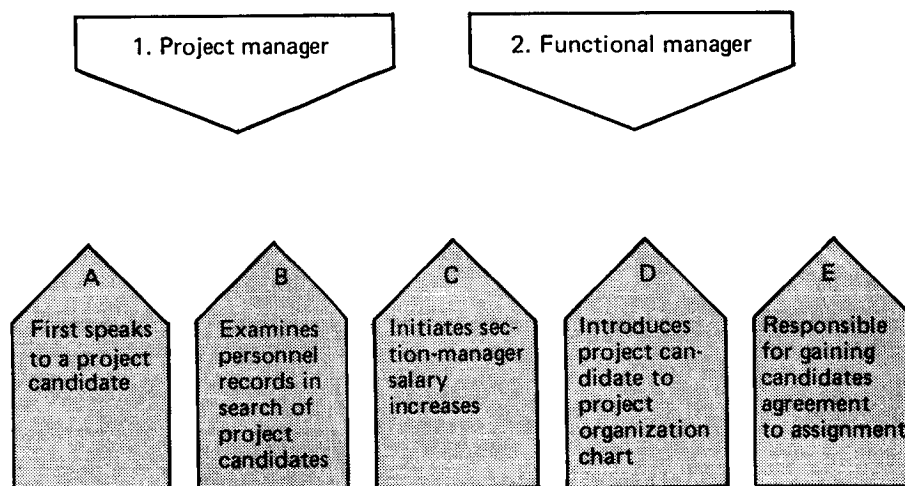 1. Project manager
2. Functional manager
A
First speaks
to a project
candidate
B
Examines
personnel
records in
search of
project
candidates
C
Initiates sec-
tion-manager
salary
increases
D
Introduces
project can-
didate to
project
organization
chart
E
Responsible
for gaining
candidates
agreement
to assignment